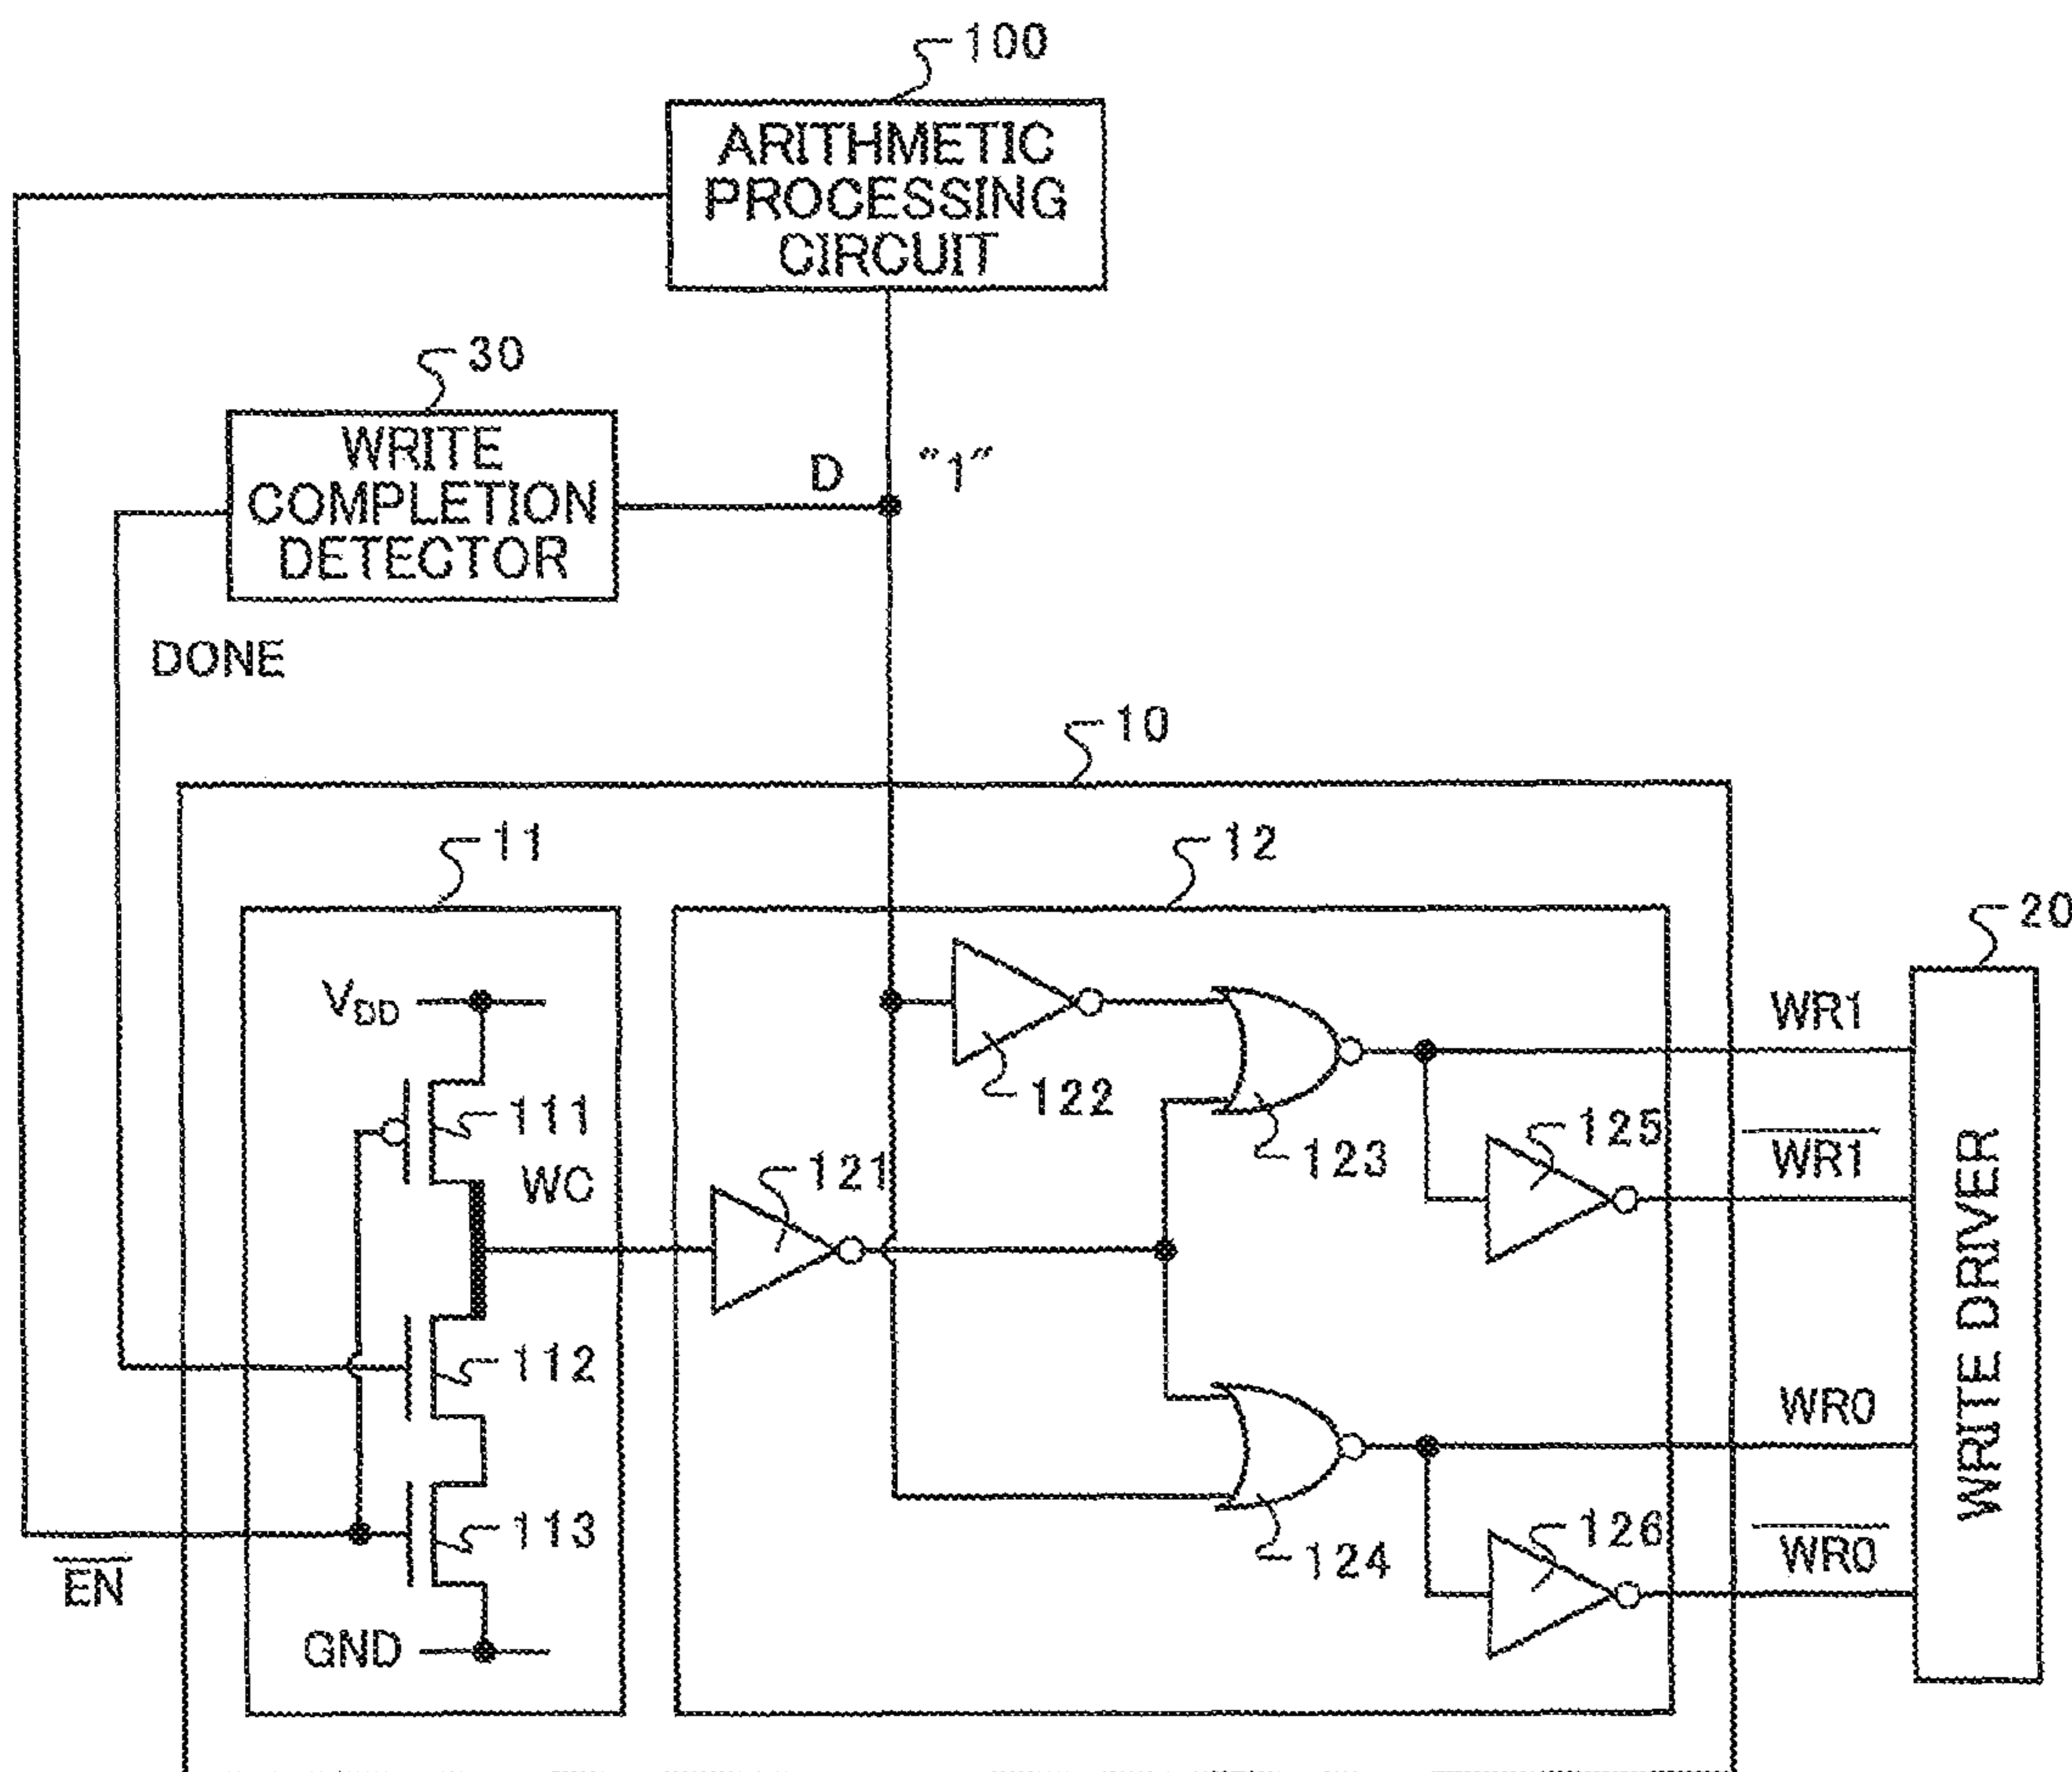 100
ARITHMETIC
PROCESSING
CIRCUIT
30
WRITE
COMPLETION
DETECTOR
D "1"
DONE
10
11
12
20
VDD
111
WC
112
113
EN
GND
121
122
123
124
125
126
WR1
WR1
WR0
WR0
WRITE DRIVER